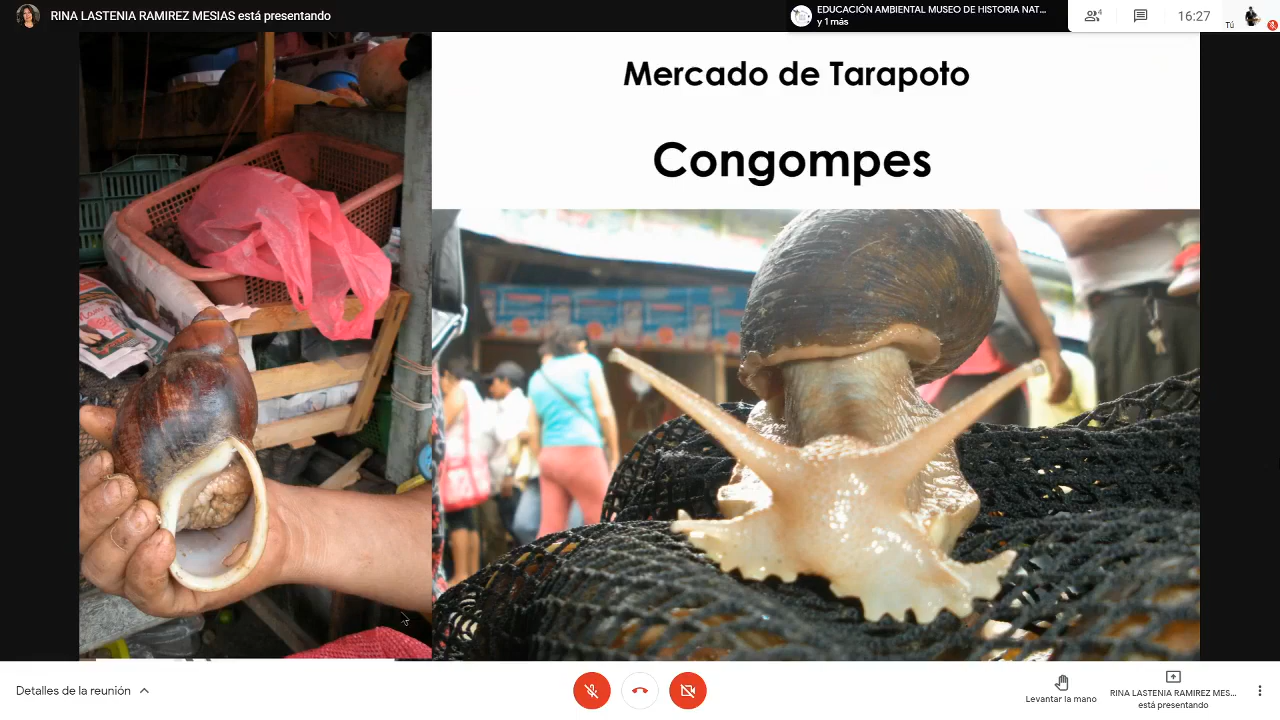 RINA LASTENIA RAMIREZ MESIAS está presentando
EDUCACIÓN AMBIENTAL MUSEO DE HISTORIA NAT...
y 1 más
4
16:27
Tú
Mercado de Tarapoto
Congompes
Detalles de la reunión
Levantar la mano
RINA LASTENIA RAMIREZ MES...
está presentando